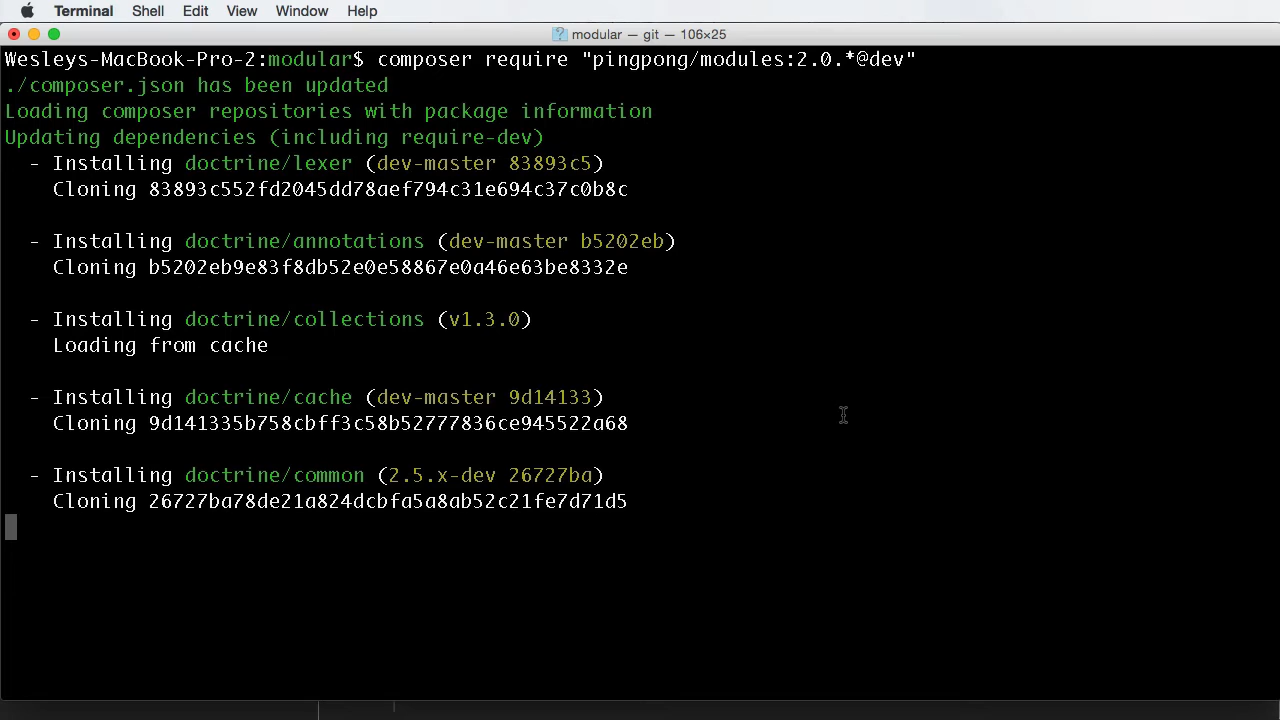 Terminal Shell Edit View Window Help
modular — git — 106×25
Wesleys-MacBook-Pro-2:modular$ composer require "pingpong/modules:2.0.*@dev"
./composer.json has been updated
Loading composer repositories with package information
Updating dependencies (including require-dev)
- Installing doctrine/lexer (dev-master 83893c5)
Cloning 83893c552fd2045dd78aef794c31e694c37c0b8c
- Installing doctrine/annotations (dev-master b5202eb)
Cloning b5202eb9e83f8db52e0e58867e0a46e63be8332e
- Installing doctrine/collections (v1.3.0)
Loading from cache
- Installing doctrine/cache (dev-master 9d14133)
Cloning 9d141335b758cbff3c58b52777836ce945522a68
- Installing doctrine/common (2.5.x-dev 26727ba)
Cloning 26727ba78de21a824dcbfa5a8ab52c21fe7d71d5